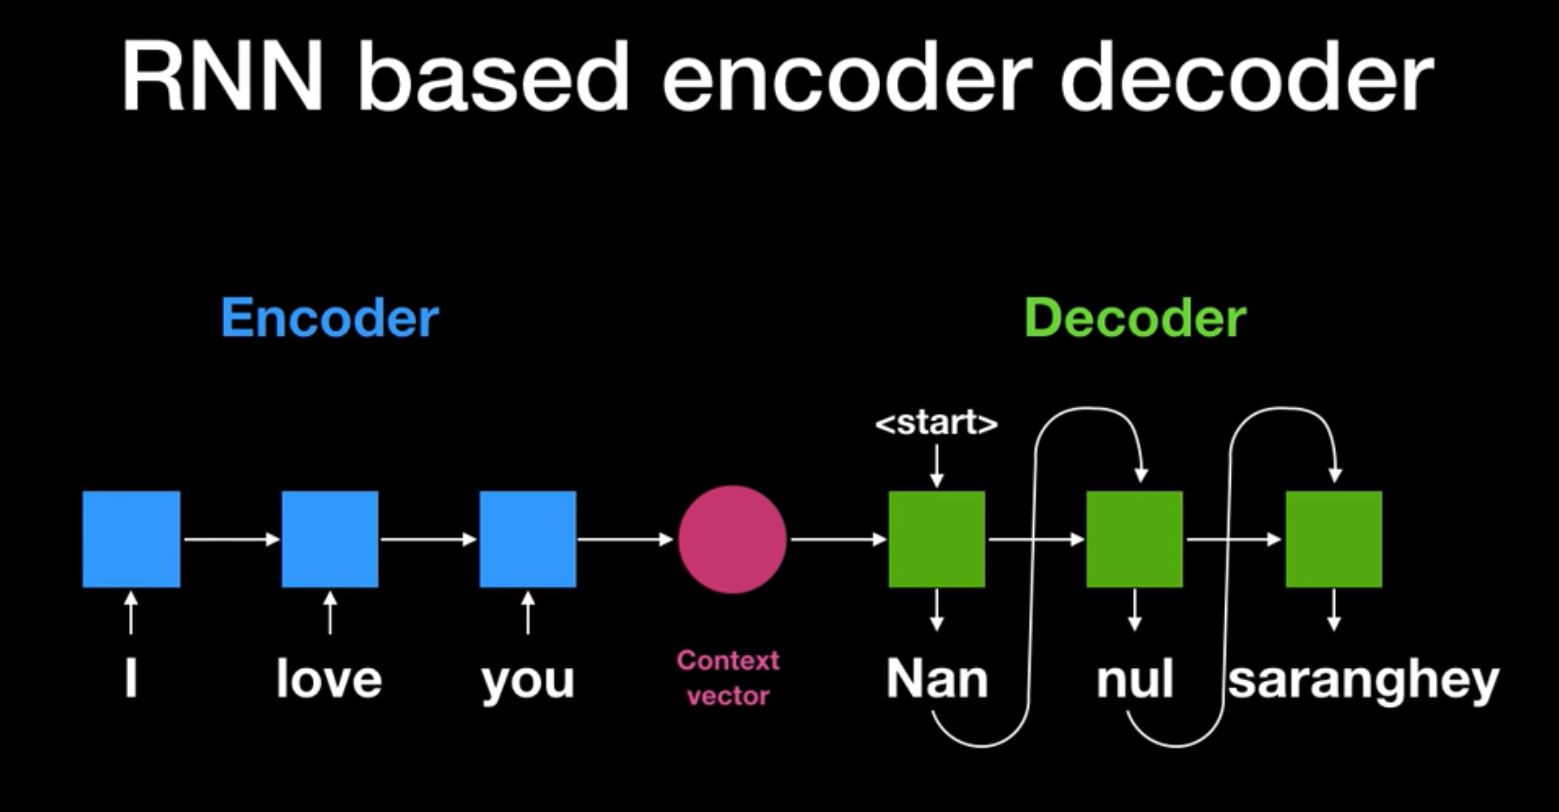 RNN based encoder decoder
Encoder
Decoder
<start>
I love you
Context
vector
Nan nul saranghey